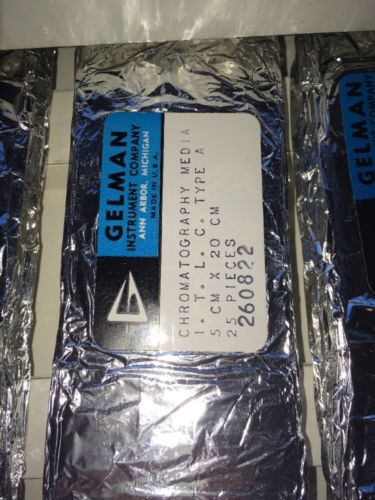 GELMAN
INSTRUMENT COMPANY
ANN ARBOR, MICHIGAN
MADE IN U.S.A.
CHROMATOGRAPHY MEDIA
I. T. L. C. TYPE A
5 CM X 20 CM
25 PIECES
260822